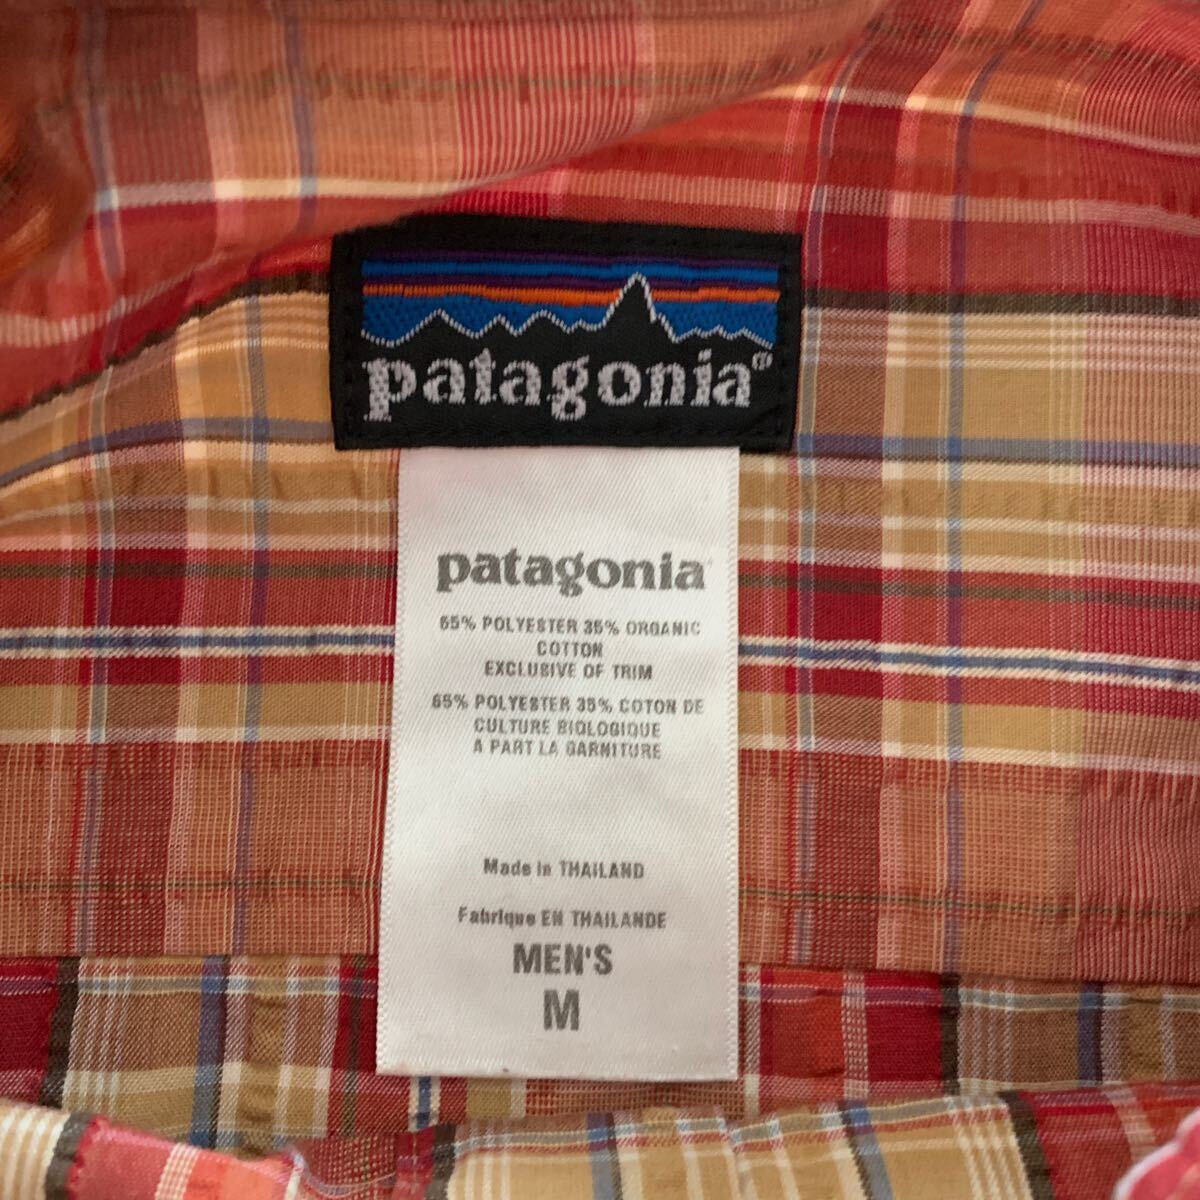 patagonia®
patagonia
65% POLYESTER 35% ORGANIC
COTTON
EXCLUSIVE OF TRIM
65% POLYESTER 35% COTON DE
CULTURE BIOLOGIQUE
A PART LA GARNITURE
Made in THAILAND
Fabrique EN THAILANDE
MEN'S
M